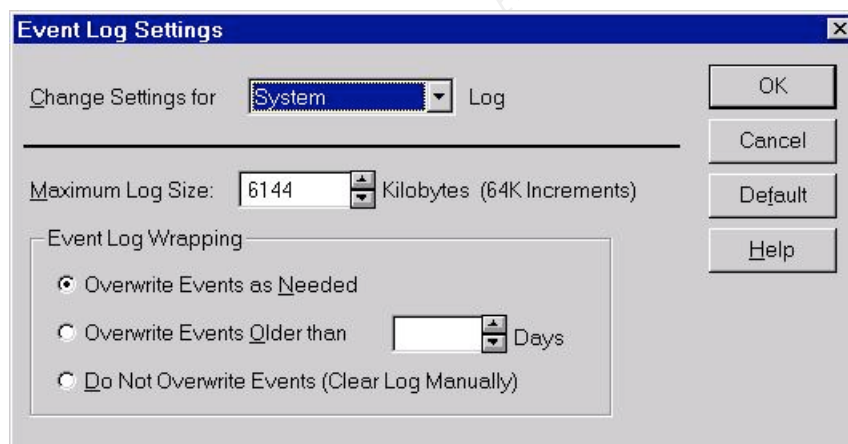 Event Log Settings
Change Settings for System Log
OK
Cancel
Maximum Log Size: 6144 Kilobytes (64K Increments)
Default
Event Log Wrapping
Help
Overwrite Events as Needed
Overwrite Events Older than Days
Do Not Overwrite Events (Clear Log Manually)